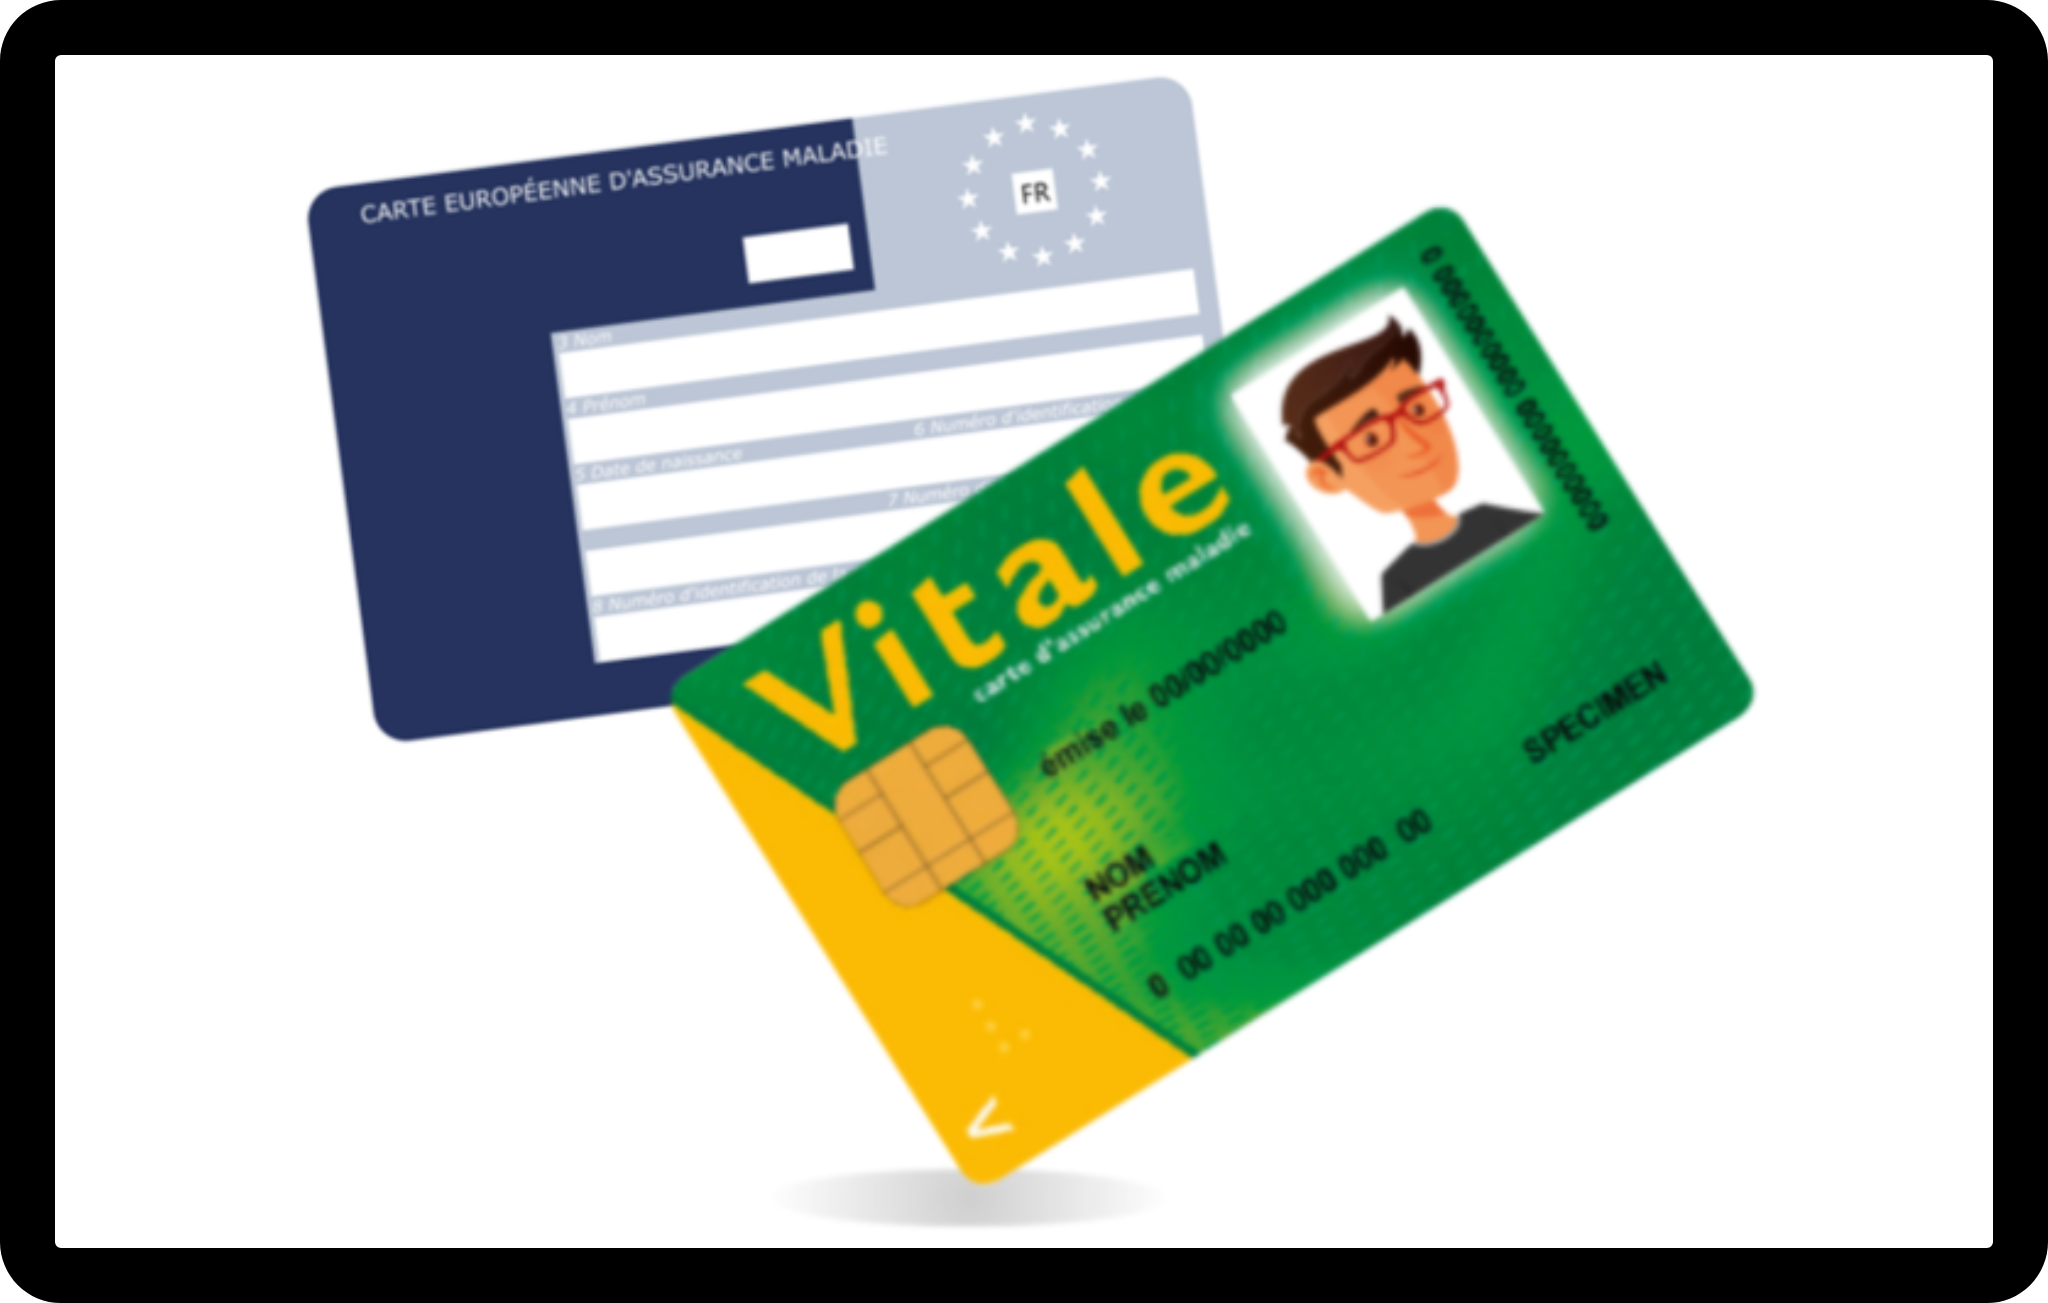 CARTE EUROPÉENNE D'ASSURANCE MALADIE
FR
3 Nom
4 Prénom
5 Date de naissance
6 Numéro d'identification
7 Numéro
8 Numéro d'identification de
Vitale
carte d'assurance maladie
émise le 00/00/0000
NOM
PRENOM
0 00 00 00 000 000 00
SPECIMEN